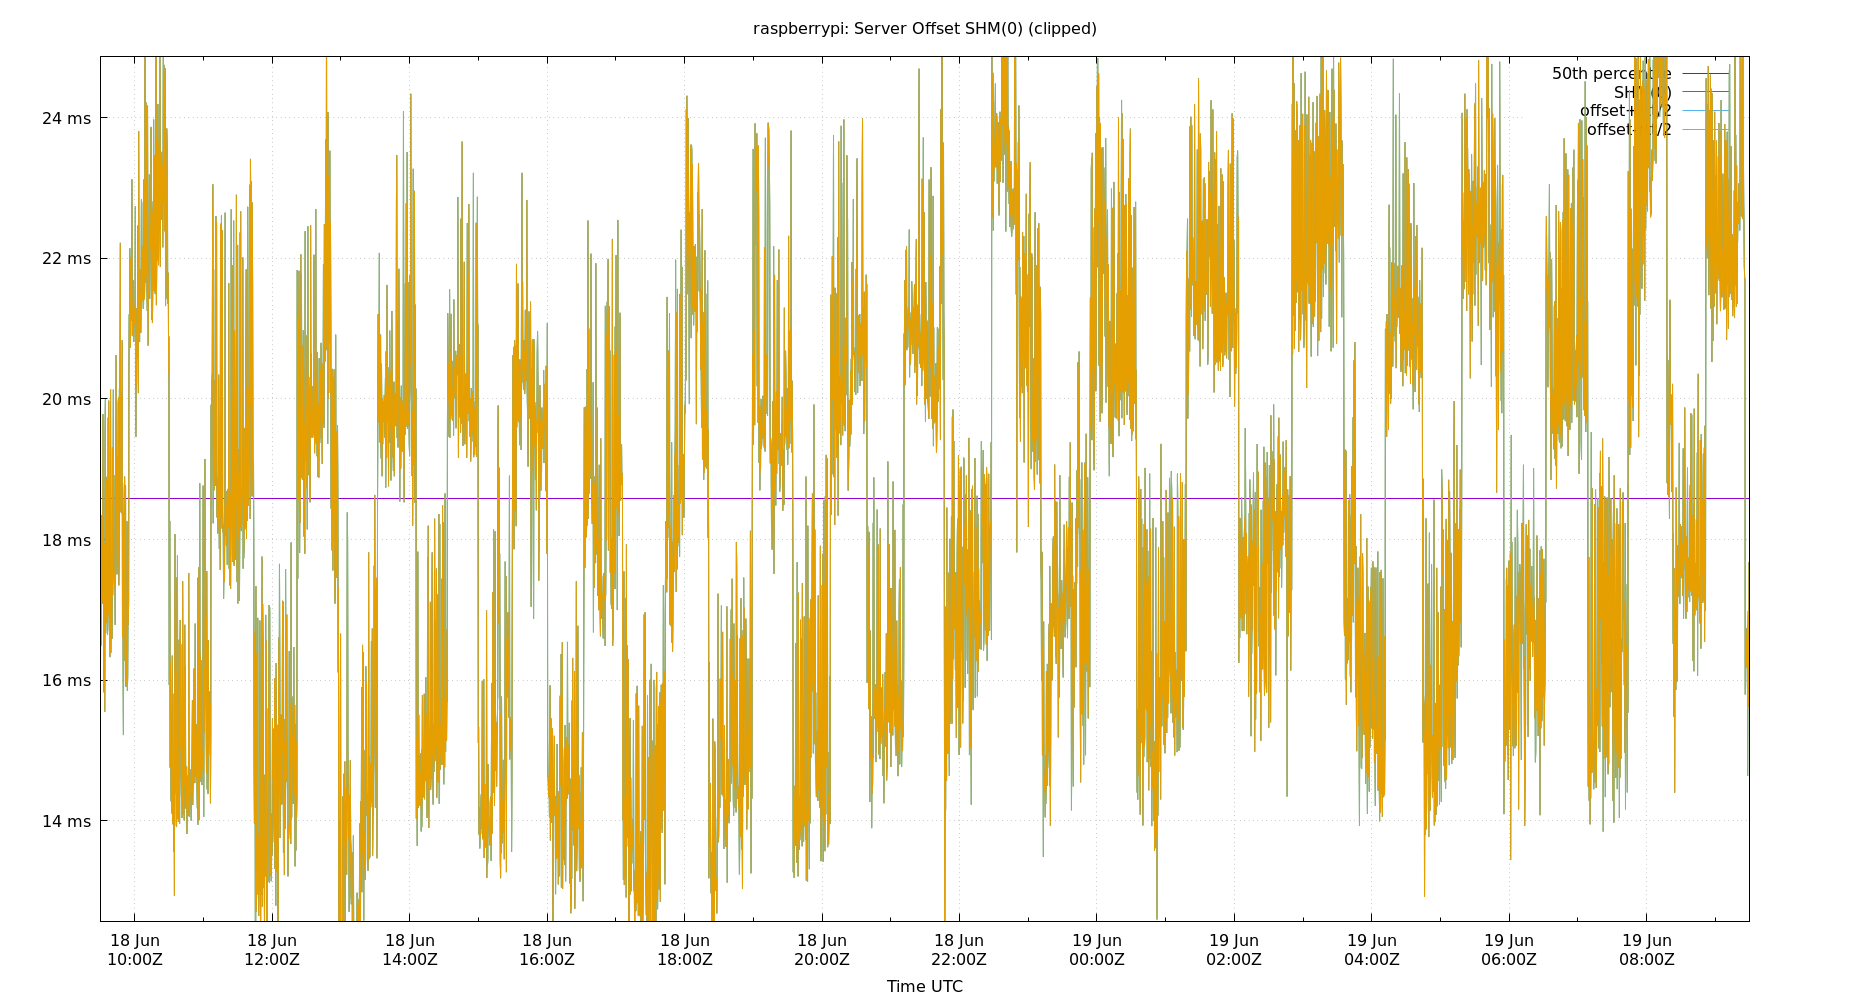 raspberrypi: Server Offset SHM(0) (clipped)
24 ms
22 ms
20 ms
18 ms
16 ms
14 ms
50th
offset
offset
18 Jun 18 Jun 18 Jun 18 Jun 18 Jun 18 Jun 18 Jun 19 Jun 19 Jun 19 Jun 19 Jun 19 Jun
10:00Z 12:00Z 14:00Z 16:00Z 18:00Z 20:00Z 22:00Z 00:00Z 02:00Z 04:00Z 06:00Z 08:00Z
Time UTC